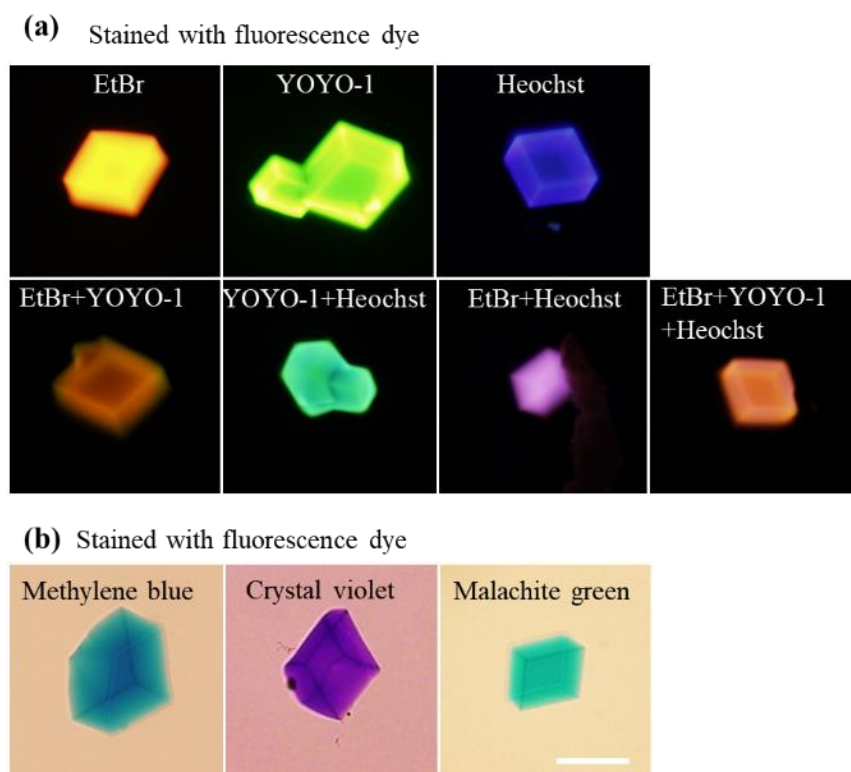 (a) Stained with fluorescence dye
EtBr YOYO-1 Heochst
EtBr+YOYO-1 YOYO-1+Heochst EtBr+Heochst EtBr+YOYO-1
+Heochst
(b) Stained with fluorescence dye
Methylene blue Crystal violet Malachite green